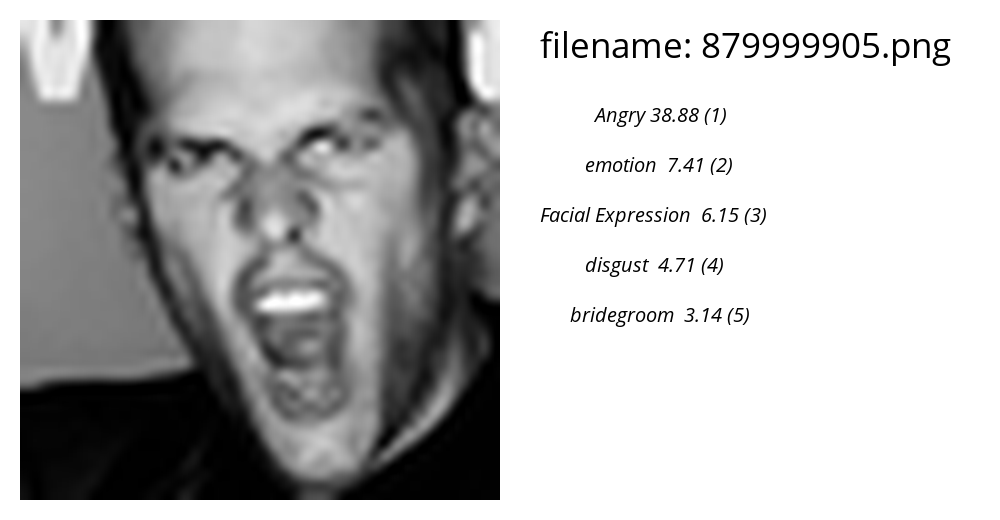 filename: 879999905.png
Angry 38.88 (1)
emotion 7.41 (2)
Facial Expression 6.15 (3)
disgust 4.71 (4)
bridegroom 3.14 (5)